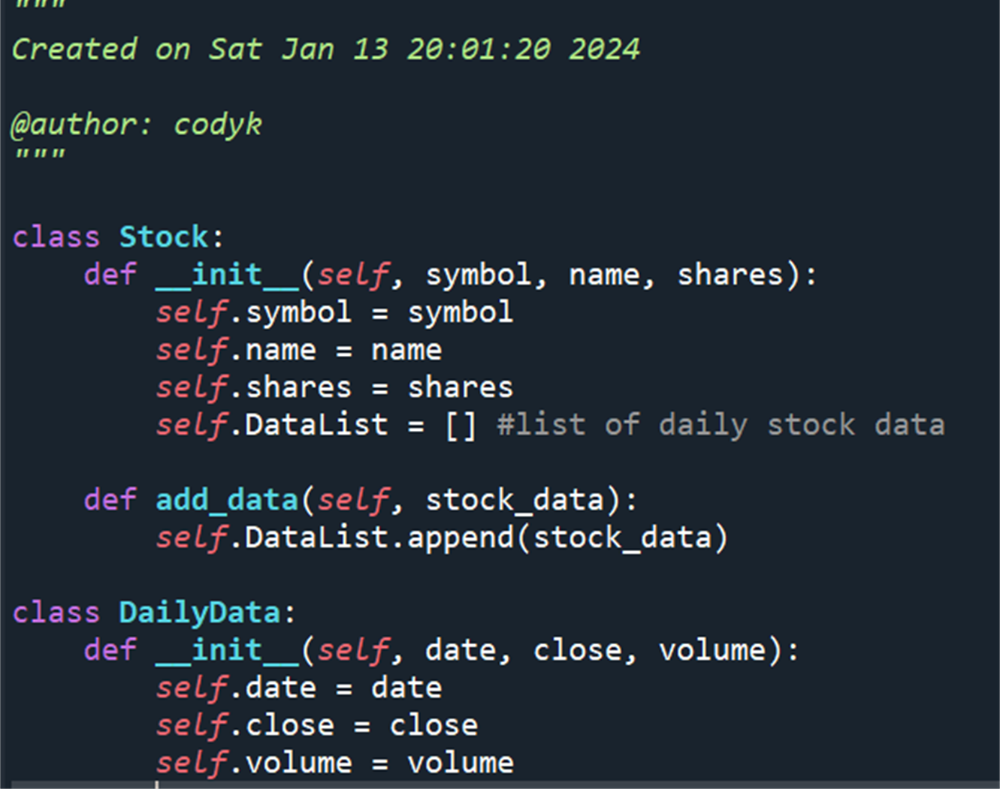 """
Created on Sat Jan 13 20:01:20 2024
@author: codyk
"""
class Stock:
    def __init__(self, symbol, name, shares):
        self.symbol = symbol
        self.name = name
        self.shares = shares
        self.DataList = [] #list of daily stock data
    def add_data(self, stock_data):
        self.DataList.append(stock_data)
class DailyData:
    def __init__(self, date, close, volume):
        self.date = date
        self.close = close
        self.volume = volume